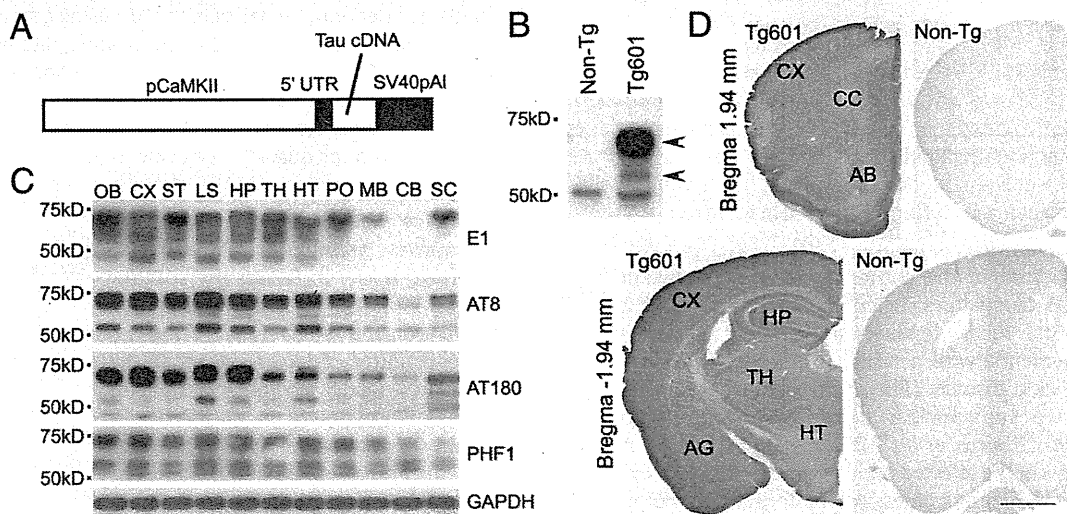 A
Tau cDNA
pCaMKII 5' UTR SV40pAl
B
Non-Tg Tg601
75kD
50kD
C
OB CX ST LS HP TH HT PO MB CB SC
75kD
50kD
E1
75kD
50kD
AT8
75kD
50kD
AT180
75kD
50kD
PHF1
GAPDH
D
Tg601 Non-Tg
Bregma 1.94 mm
CX
CC
AB
Tg601 Non-Tg
Bregma -1.94 mm
CX
HP
TH
HT
AG